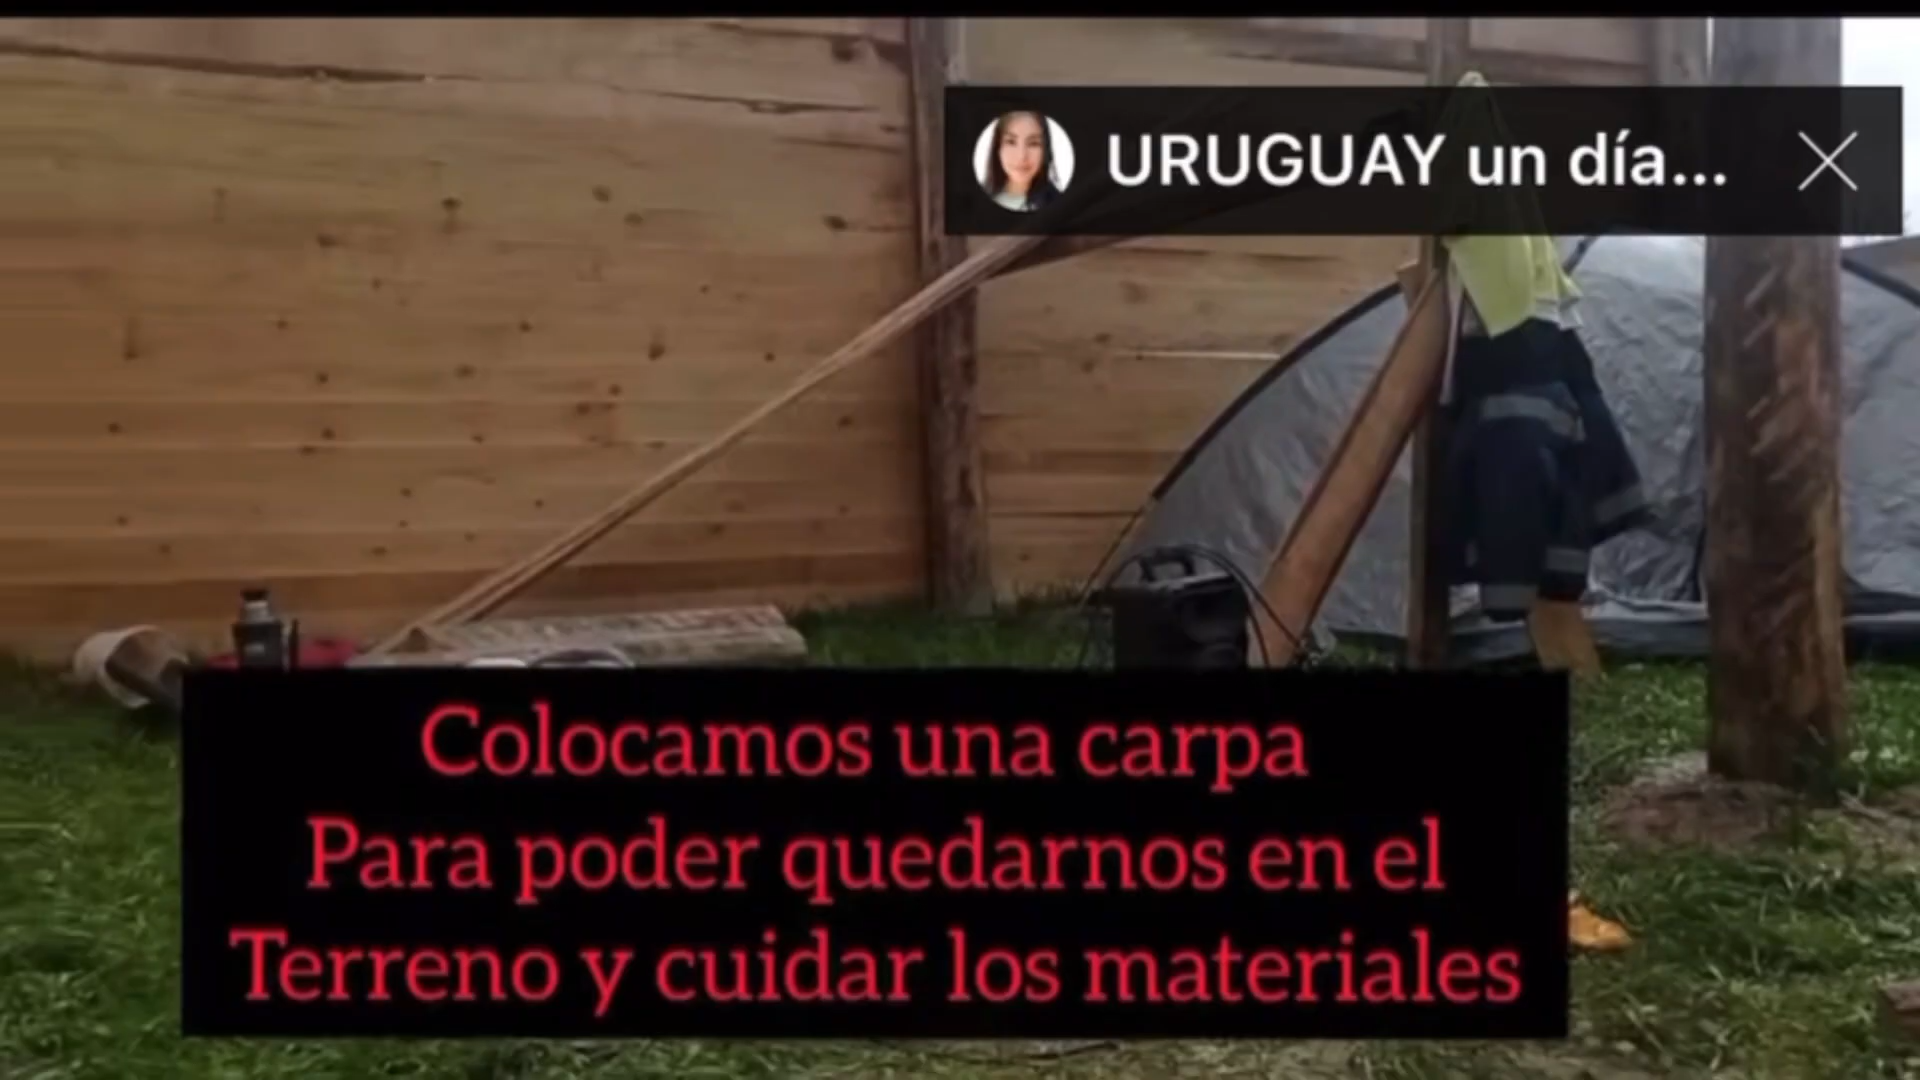 URUGUAY un día...
Colocamos una carpa
Para poder quedarnos en el
Terreno y cuidar los materiales